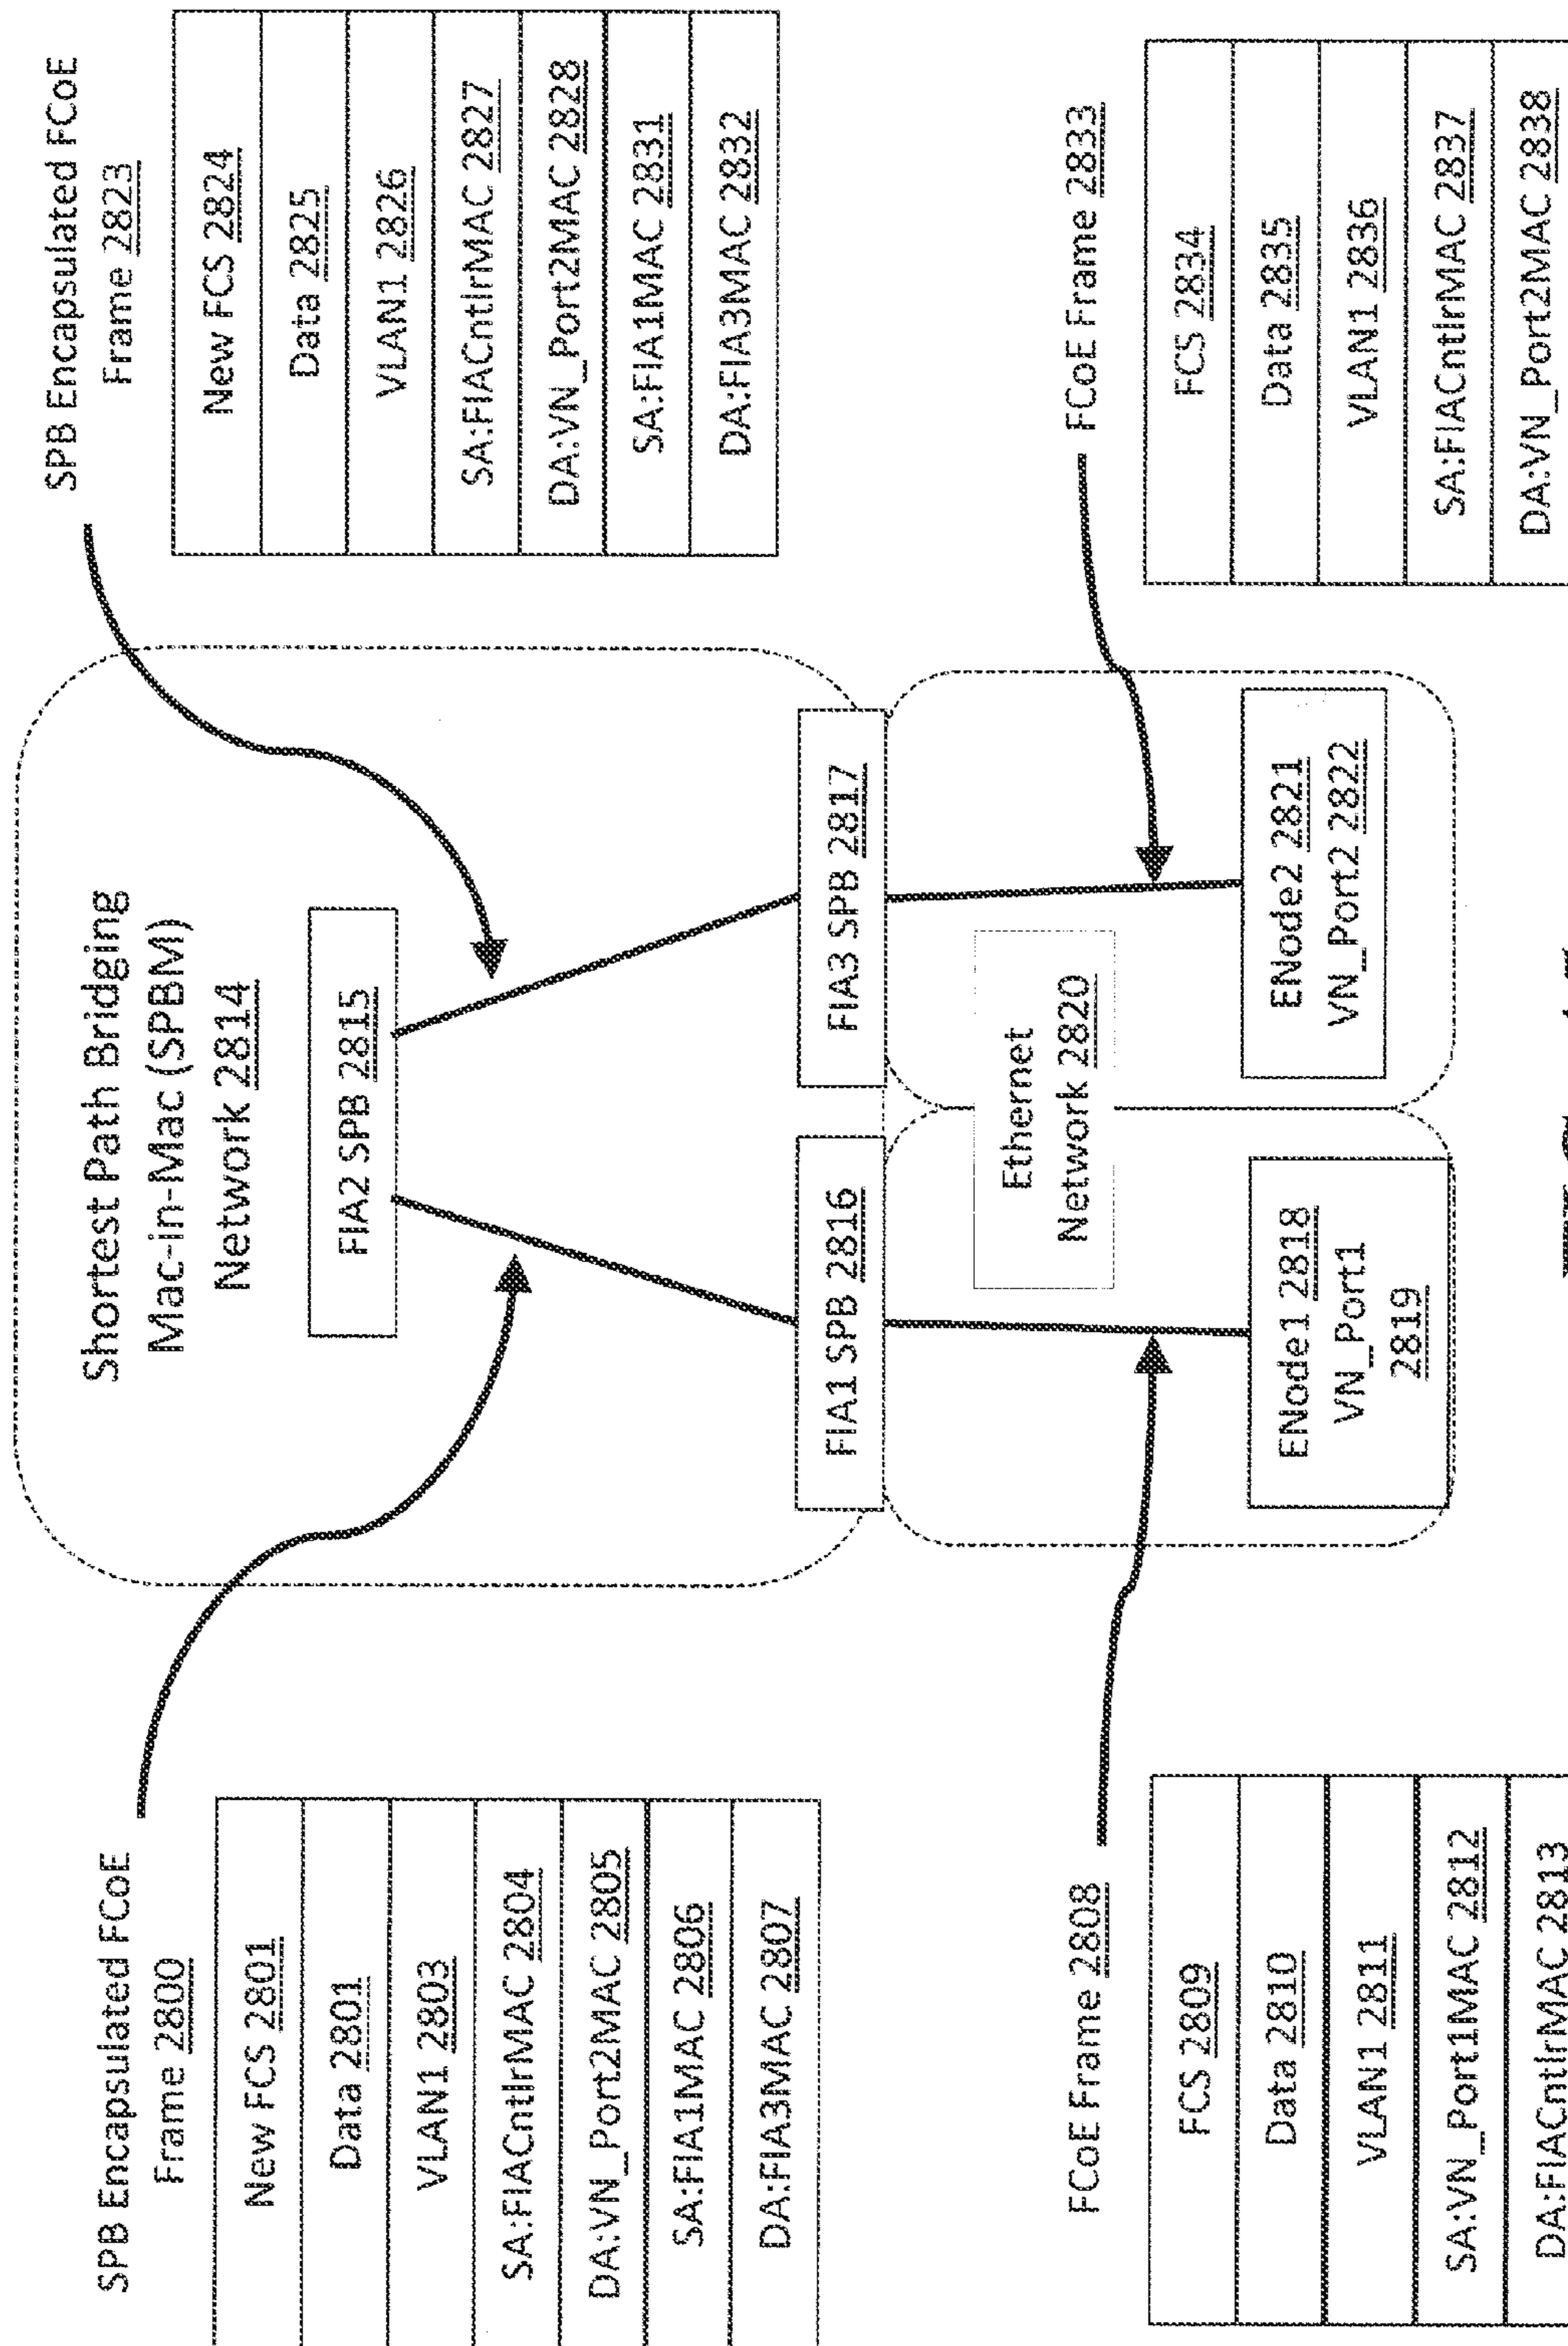 SPB Encapsulated FCoE
Frame 2800
New FCS 2801
Data 2801
VLAN1 2803
SA:FIACntlrMAC 2804
DA:VN_Port2MAC 2805
SA:FIA1MAC 2806
DA:FIA3MAC 2807
FCoE Frame 2808
FCS 2809
Data 2810
VLAN1 2811
SA:VN_Port1MAC 2812
DA:FIACntlrMAC 2813
Shortest Path Bridging
Mac-in-Mac (SPBM)
Network 2814
FIA2 SPB 2815
FIA1 SPB 2816
FIA3 SPB 2817
Ethernet
Network 2820
ENode1 2818
VN_Port1
2819
ENode2 2821
VN_Port2 2822
SPB Encapsulated FCoE
Frame 2823
New FCS 2824
Data 2825
VLAN1 2826
SA:FIACntlrMAC 2827
DA:VN_Port2MAC 2828
SA:FIA1MAC 2831
DA:FIA3MAC 2832
FCoE Frame 2833
FCS 2834
Data 2835
VLAN1 2836
SA:FIACntlrMAC 2837
DA:VN_Port2MAC 2838